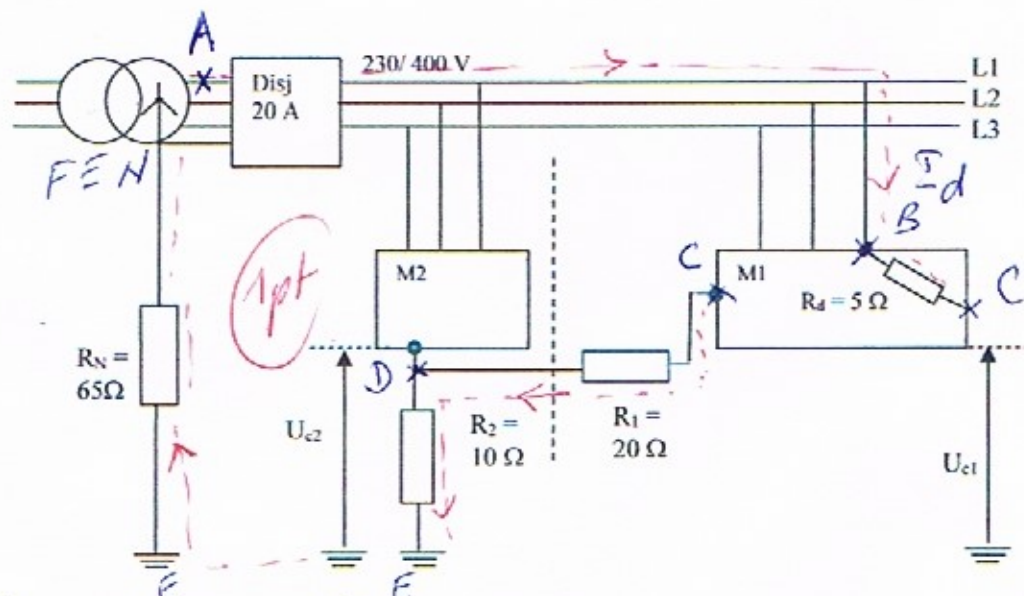 A
Disj
20 A
230/ 400 V
L1
L2
L3
F ≡ N
Id
B
1pt
M2
C
M1
Rd = 5 Ω
C
RN =
65Ω
D
Uc2
R2 =
10 Ω
R1 =
20 Ω
Uc1